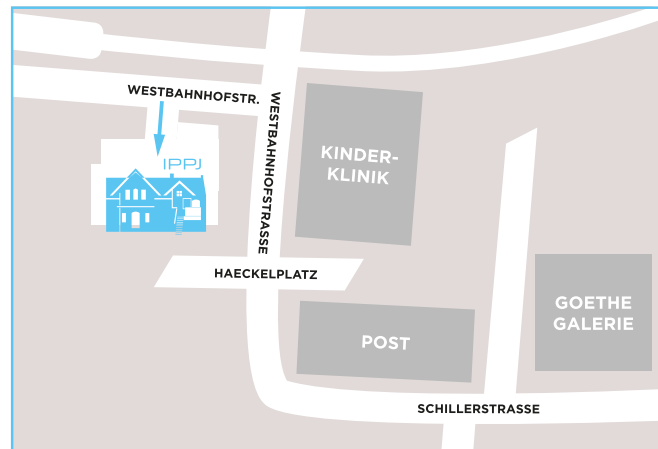 WESTBAHNHOFSTR.
WESTBAHNHOFSTRASSE
IPPJ
KINDER-
KLINIK
HAECKELPLATZ
GOETHE
GALERIE
POST
SCHILLERSTRASSE